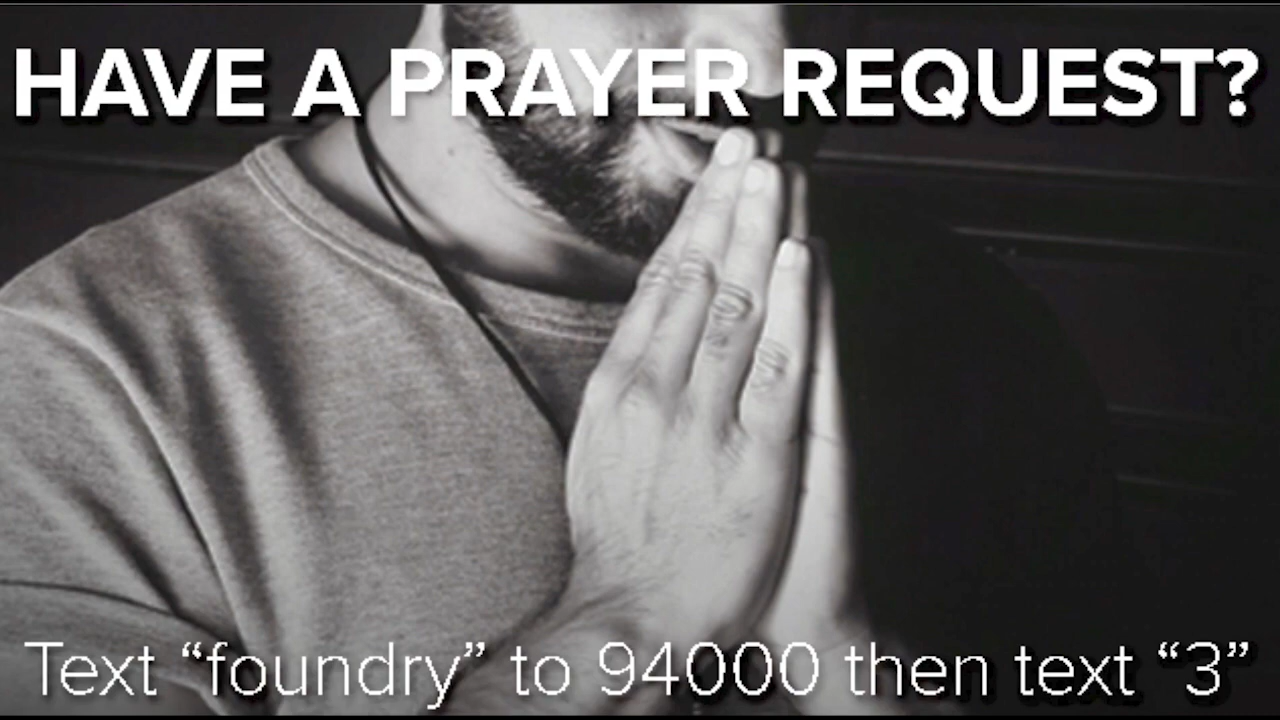 HAVE A PRAYER REQUEST?
Text “foundry” to 94000 then text “3”